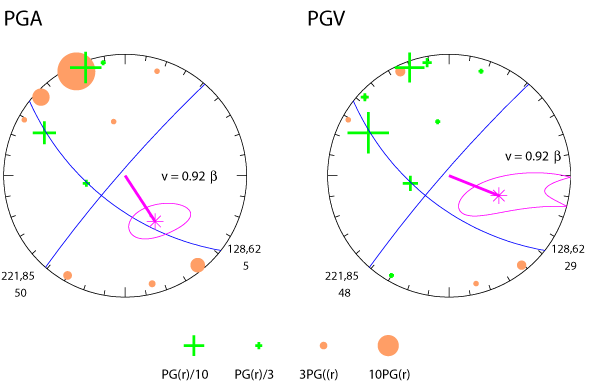 PGA
PGV
v = 0.92 β
v = 0.92 β
128,62
5
221,85
50
128,62
29
221,85
48
PG(r)/10
PG(r)/3
3PG((r)
10PG(r)